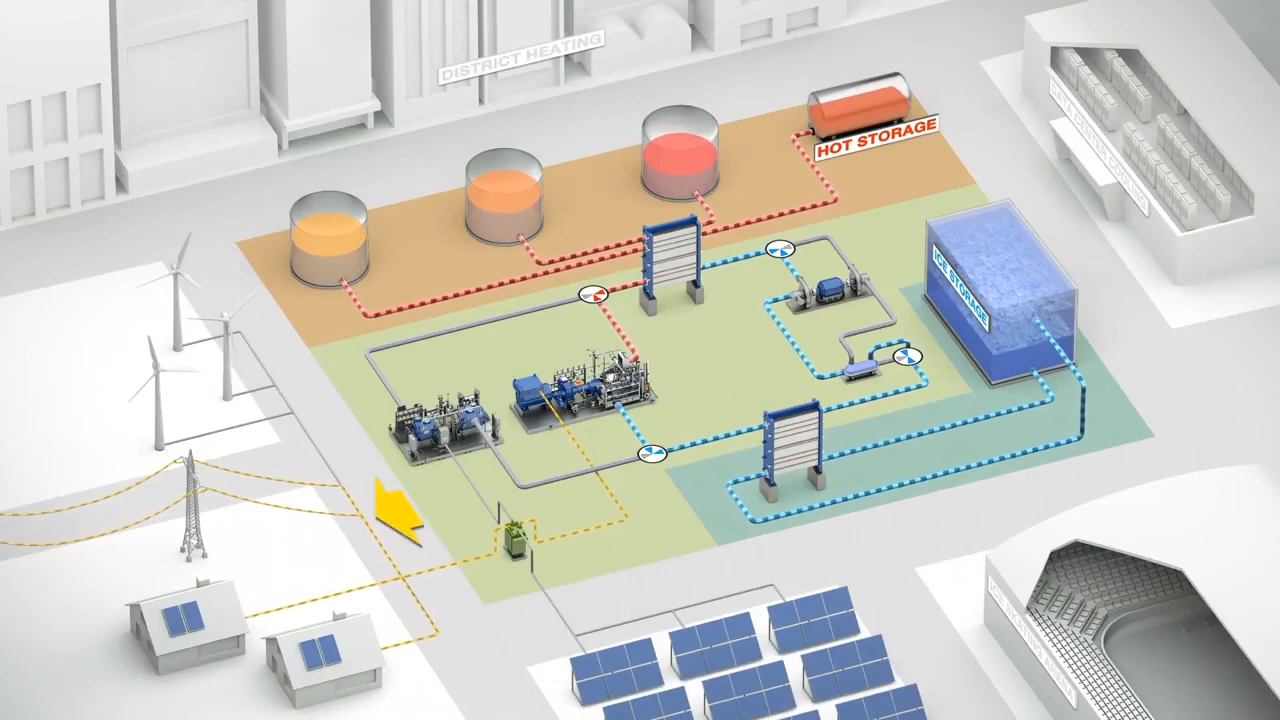 DISTRICT HEATING
HOT STORAGE
DATA CENTER COOLING
ICE STORAGE
ICE SKATING ARENA